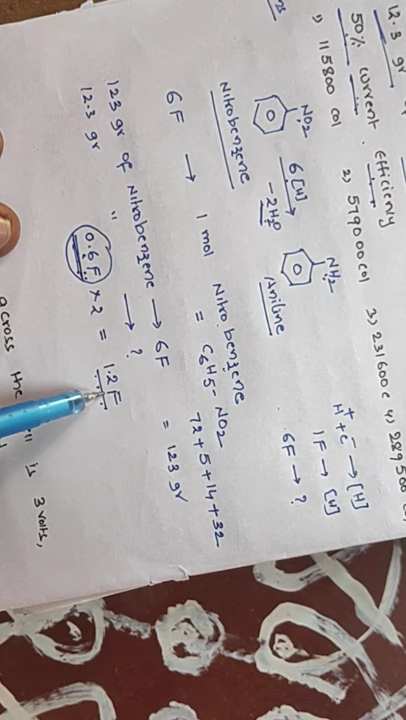 12.3 gr
50% current efficiency
1) 115800 col 2) 579000 col 3) 231600 c 4) 289500
NO2
6[H]
-2H2O
NH2
Nitrobenzene
Aniline
H+ + e- → [H]
1F → [H]
6F → ?
6F → 1 mol Nitrobenzene
= C6H5-NO2
72+5+14+32
= 123 gr
123 gr of Nitrobenzene → 6F
12.3 gr " → ?
0.6F × 2 = 1.2F
across the is 3 volts,